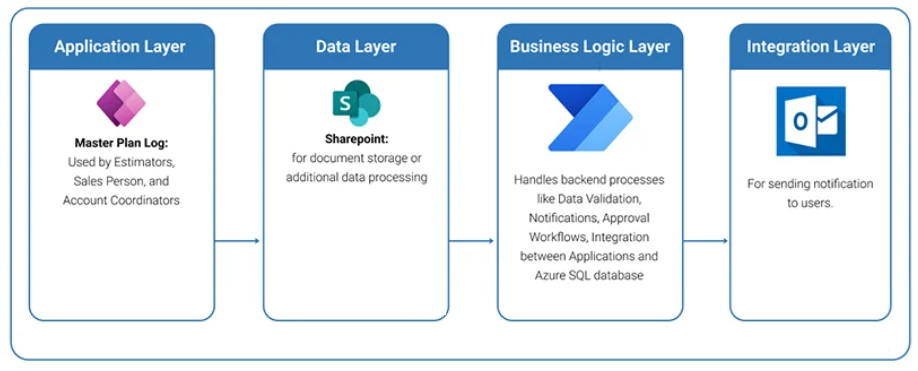 Application Layer
Master Plan Log:
Used by Estimators,
Sales Person, and
Account Coordinators
Data Layer
S
Sharepoint:
for document storage or
additional data processing
Business Logic Layer
Handles backend processes
like Data Validation,
Notifications, Approval
Workflows, Integration
between Applications and
Azure SQL database
Integration Layer
O
For sending notification
to users.